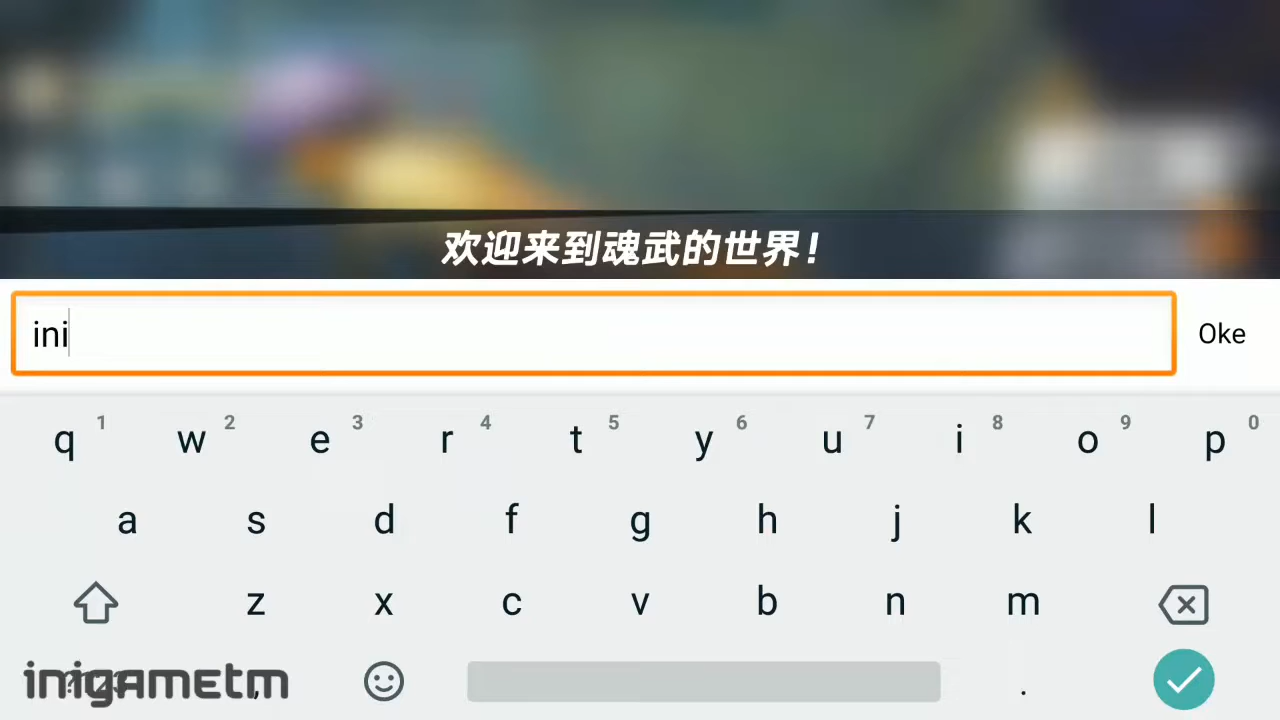 欢迎来到魂武的世界！
ini
Oke
q 1 w 2 e 3 r 4 t 5 y 6 u 7 i 8 o 9 p 0
a s d f g h j k l
z x c v b n m
inigametm , .